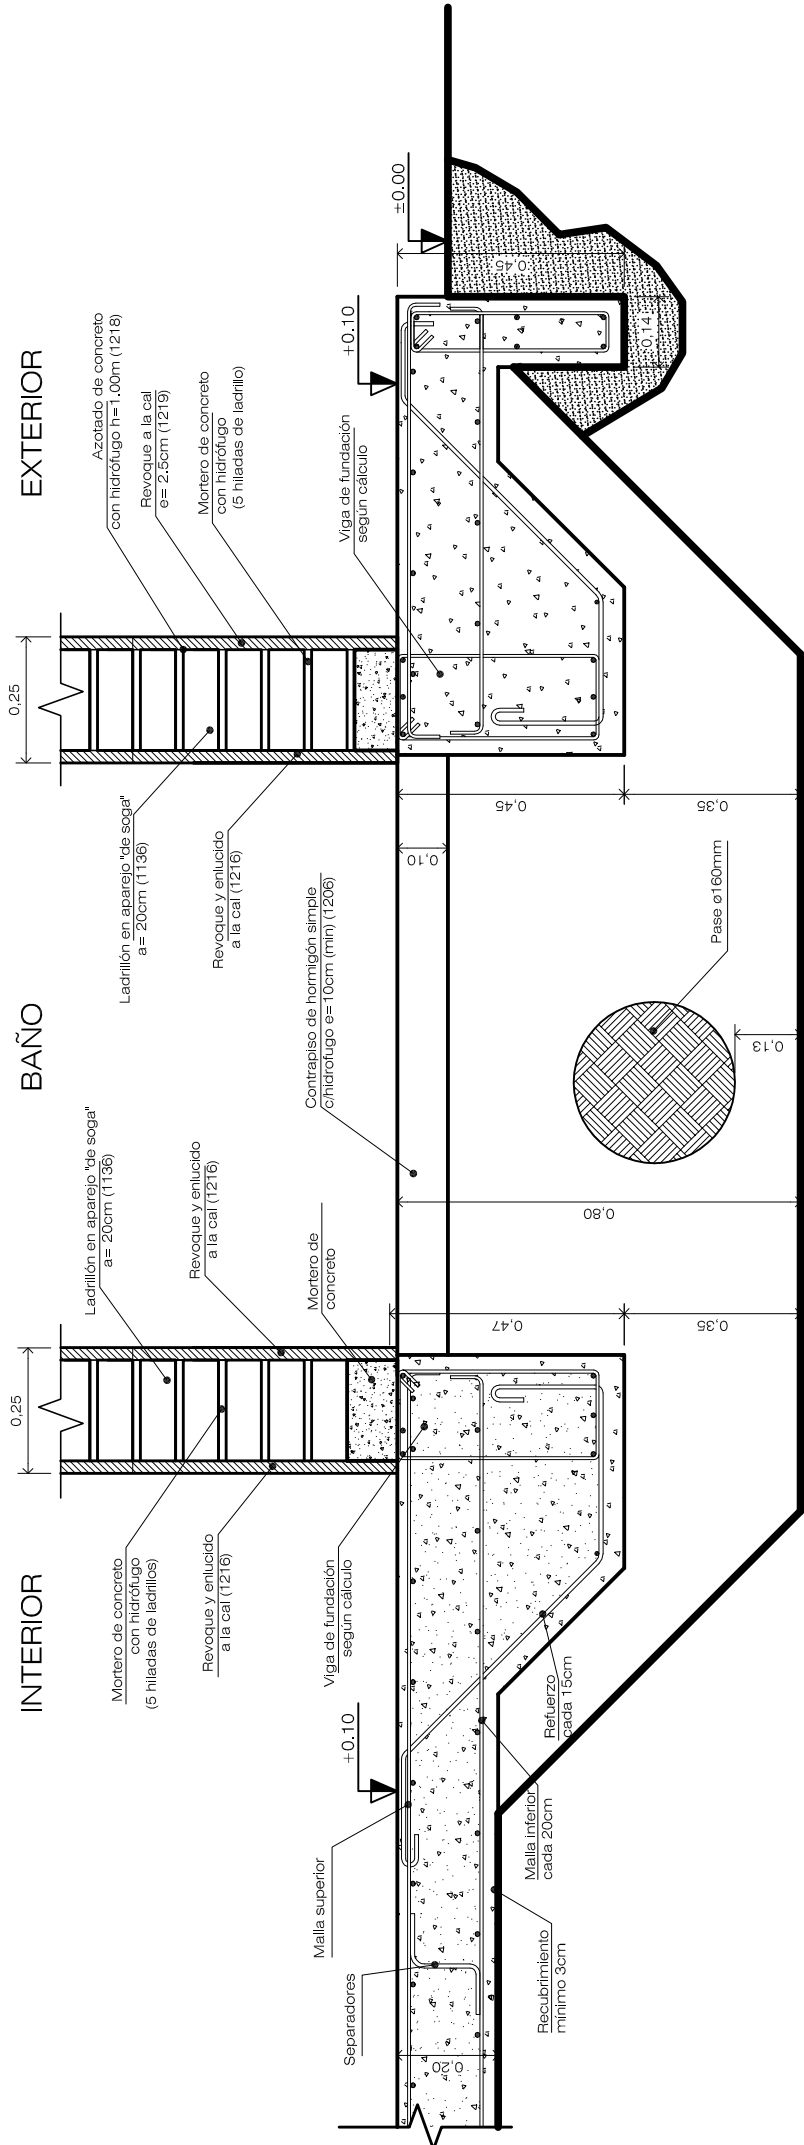 INTERIOR
BAÑO
EXTERIOR
0,25
0,25
Mortero de concreto
con hidrófugo
(5 hiladas de ladrillos)
Revoque y enlucido
a la cal (1216)
Ladrillón en aparejo "de soga"
a= 20cm (1136)
Revoque y enlucido
a la cal (1216)
Mortero de
concreto
Ladrillón en aparejo "de soga"
a= 20cm (1136)
Revoque y enlucido
a la cal (1216)
Azotado de concreto
con hidrófugo h=1.00m (1218)
Revoque a la cal
e= 2.5cm (1219)
Mortero de concreto
con hidrófugo
(5 hiladas de ladrillo)
Separadores
Malla superior
+0.10
Viga de fundación
según cálculo
Contrapiso de hormigón simple
c/hidrofugo e=10cm (min) (1206)
Viga de fundación
según cálculo
+0.10
±0.00
0,20
Recubrimiento
mínimo 3cm
Malla inferior
cada 20cm
Refuerzo
cada 15cm
0,47
0,35
0,80
0,10
0,45
0,35
0,13
Pase ø160mm
0,45
0,14